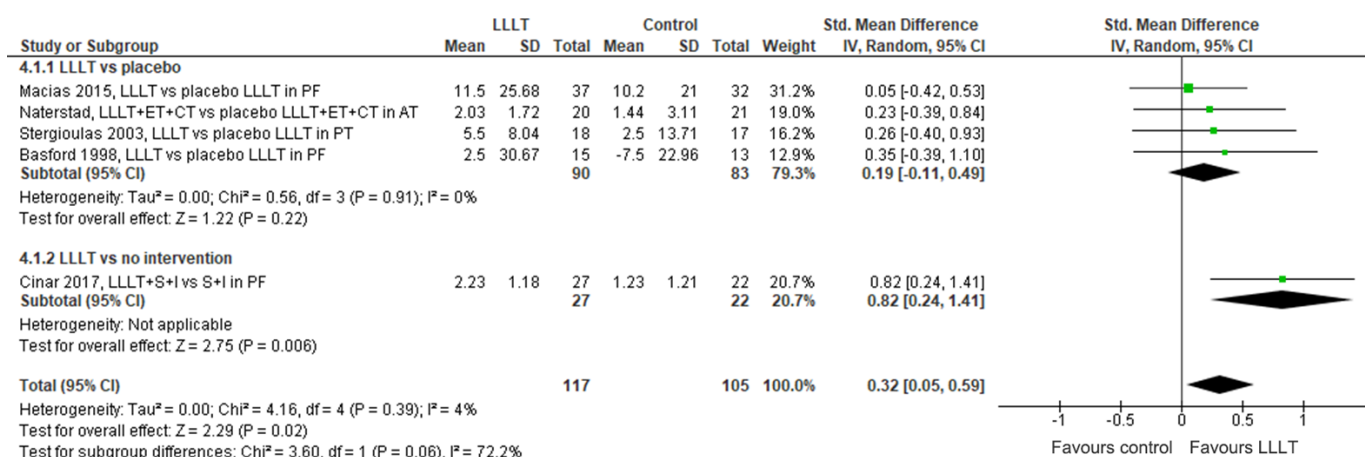 LLLT Control Std. Mean Difference Std. Mean Difference
Study or Subgroup Mean SD Total Mean SD Total Weight IV, Random, 95% CI IV, Random, 95% CI
4.1.1 LLLT vs placebo
Macias 2015, LLLT vs placebo LLLT in PF 11.5 25.68 37 10.2 21 32 31.2% 0.05 [-0.42, 0.53]
Naterstad, LLLT+ET+CT vs placebo LLLT+ET+CT in AT 2.03 1.72 20 1.44 3.11 21 19.0% 0.23 [-0.39, 0.84]
Stergioulas 2003, LLLT vs placebo LLLT in PT 5.5 8.04 18 2.5 13.71 17 16.2% 0.26 [-0.40, 0.93]
Basford 1998, LLLT vs placebo LLLT in PF 2.5 30.67 15 -7.5 22.96 13 12.9% 0.35 [-0.39, 1.10]
Subtotal (95% CI) 90 83 79.3% 0.19 [-0.11, 0.49]
Heterogeneity: Tau² = 0.00; Chi² = 0.56, df = 3 (P = 0.91); I² = 0%
Test for overall effect: Z = 1.22 (P = 0.22)
4.1.2 LLLT vs no intervention
Cinar 2017, LLLT+S+I vs S+I in PF 2.23 1.18 27 1.23 1.21 22 20.7% 0.82 [0.24, 1.41]
Subtotal (95% CI) 27 22 20.7% 0.82 [0.24, 1.41]
Heterogeneity: Not applicable
Test for overall effect: Z = 2.75 (P = 0.006)
Total (95% CI) 117 105 100.0% 0.32 [0.05, 0.59]
Heterogeneity: Tau² = 0.00; Chi² = 4.16, df = 4 (P = 0.39); I² = 4%
Test for overall effect: Z = 2.29 (P = 0.02)
Test for subgroup differences: Chi² = 3.60, df = 1 (P = 0.06), I² = 72.2%
-1 -0.5 0 0.5 1
Favours control Favours LLLT